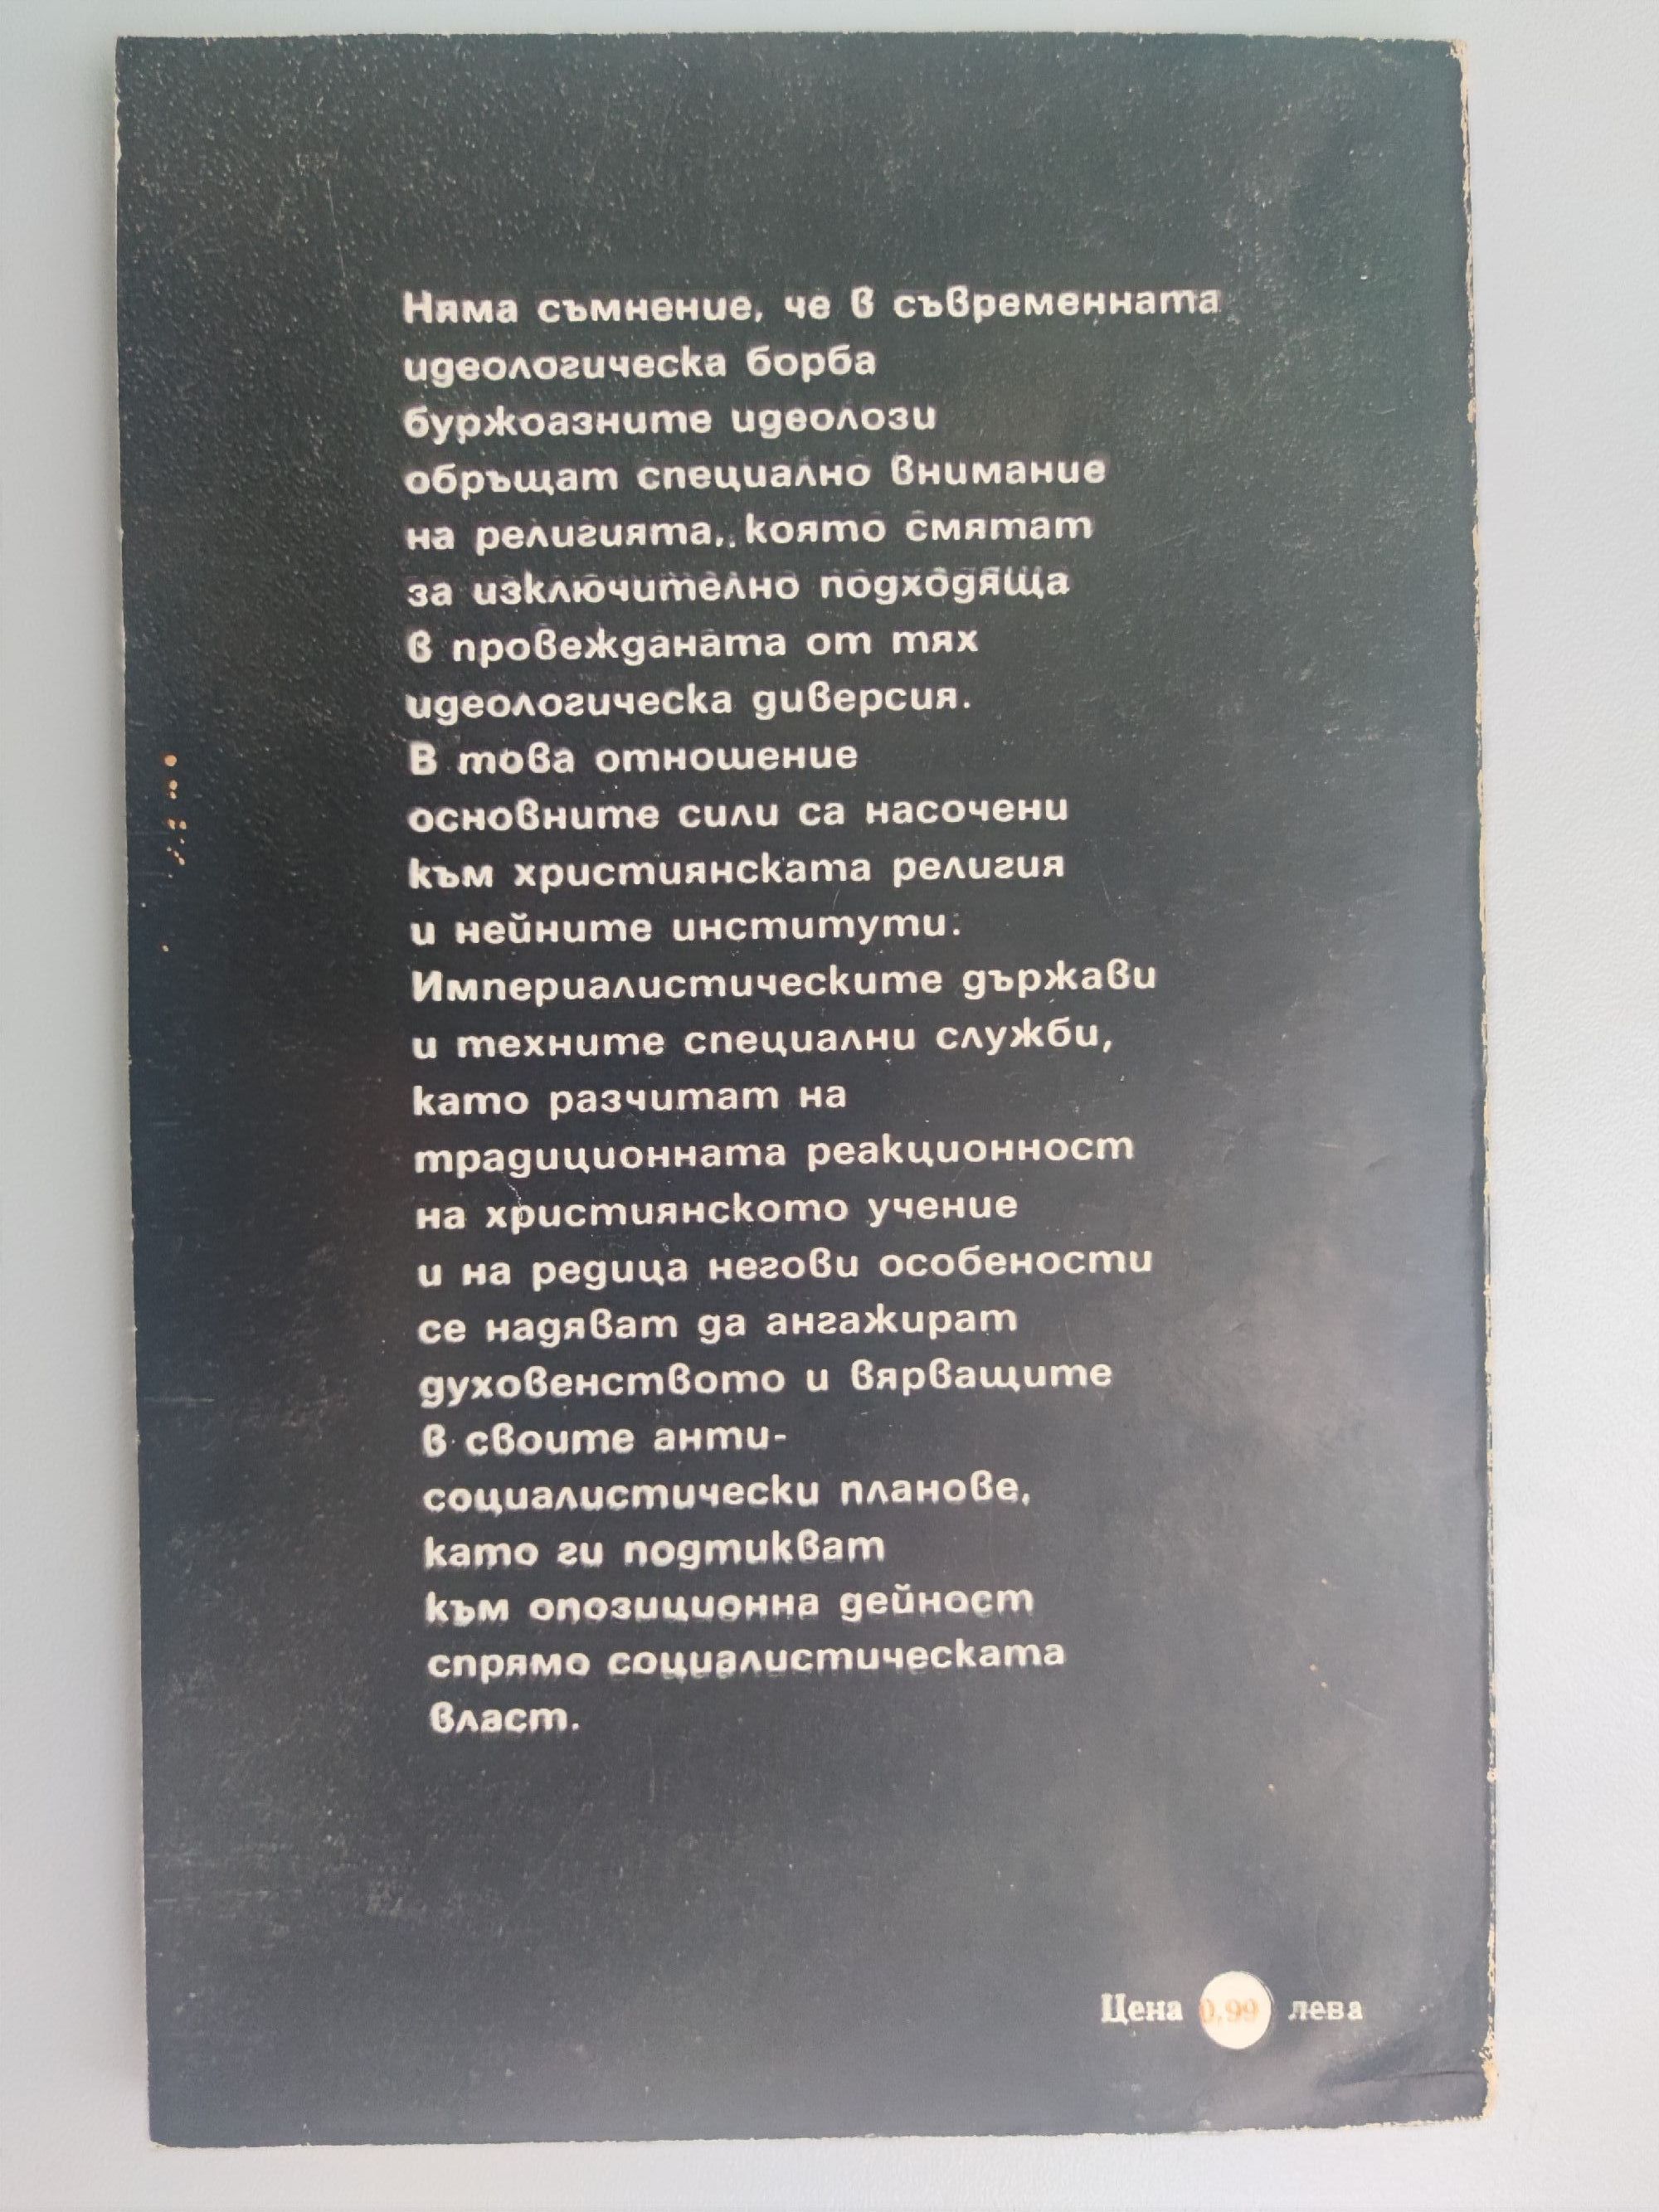 Няма съмнение, че в съвременната
идеологическа борба
буржоазните идеолози
обръщат специално внимание
на религията, която смятат
за изключително подходяща
в провежданата от тях
идеологическа диверсия.
В това отношение
основните сили са насочени
към християнската религия
и нейните институти.
Империалистическите държави
и техните специални служби,
като разчитат на
традиционната реакционност
на християнското учение
и на редица негови особености
се надяват да ангажират
духовенството и вярващите
в своите анти-
социалистически планове,
като ги подтикват
към опозиционна дейност
спрямо социалистическата
власт.
Цена 0,99 лева